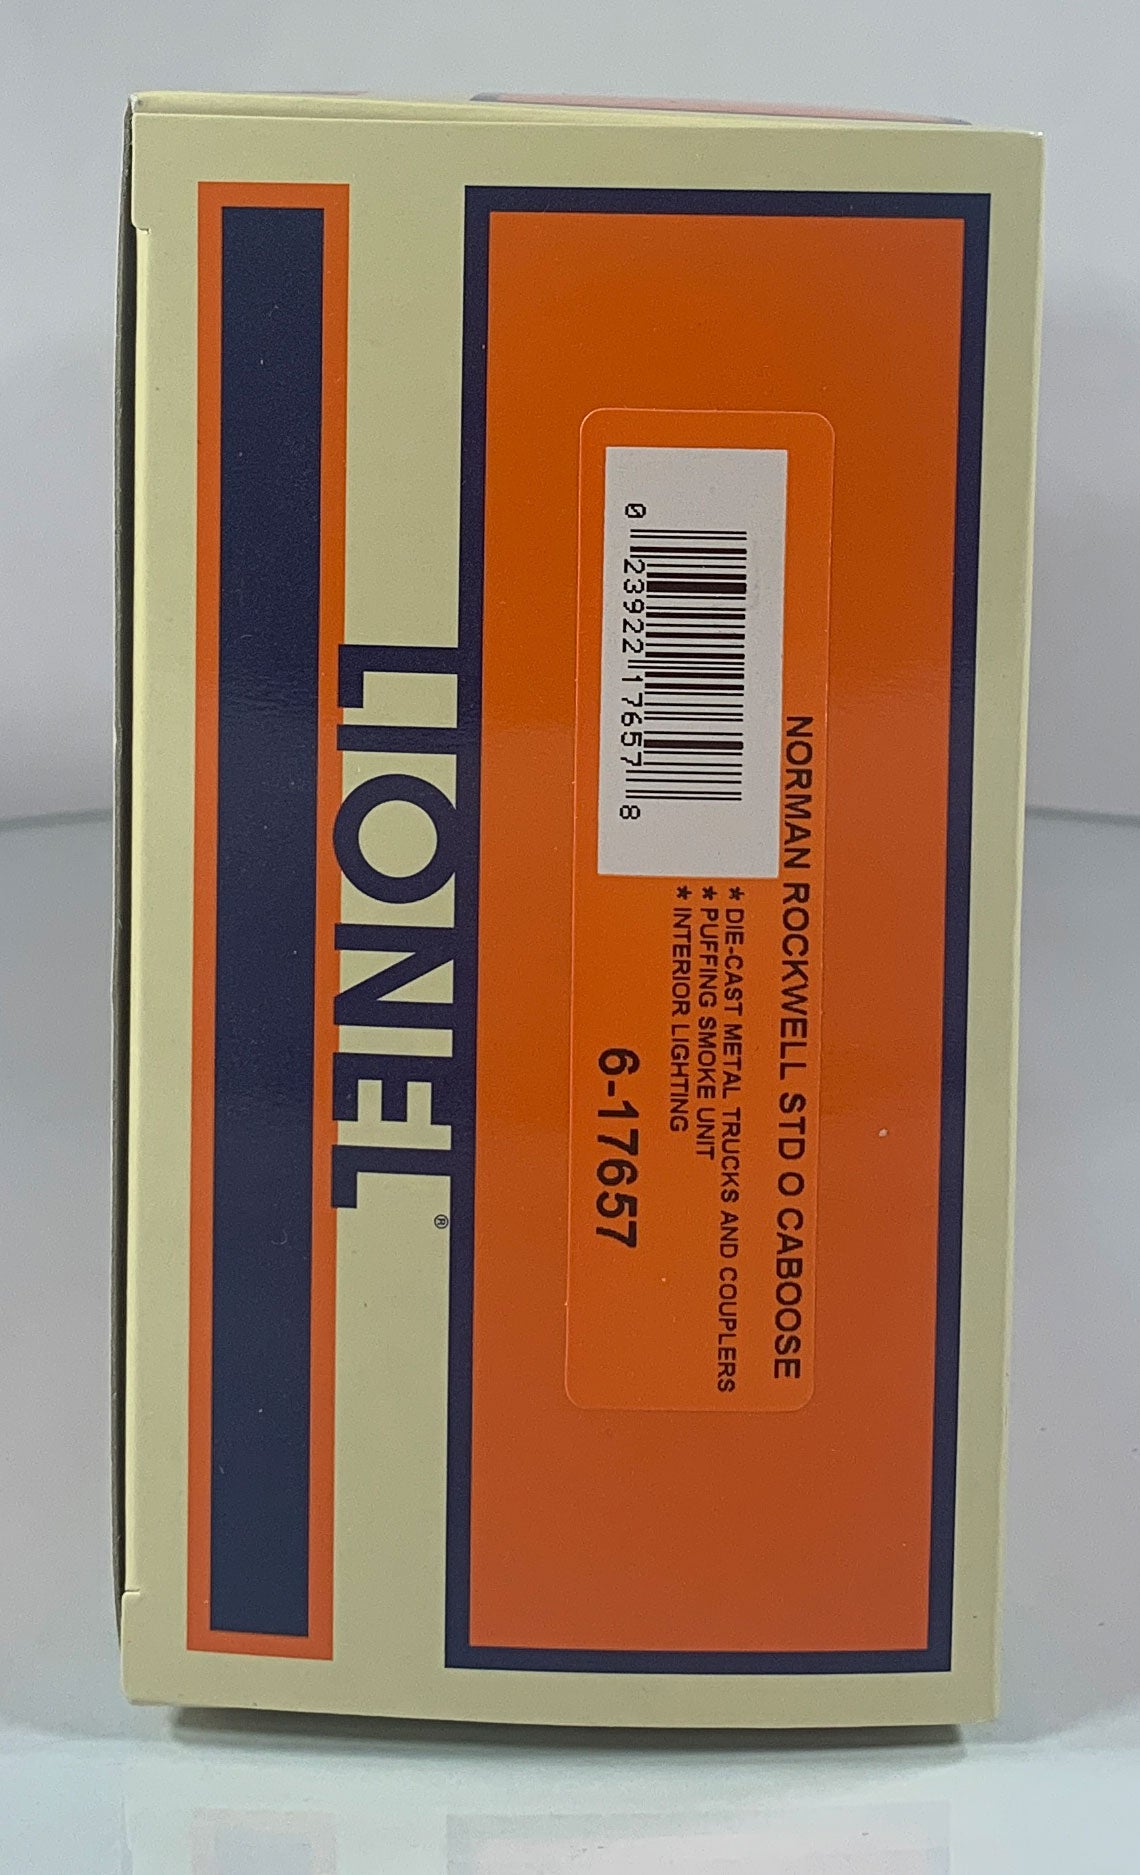 NORMAN ROCKWELL STD O CABOOSE
* DIE-CAST METAL TRUCKS AND COUPLERS
* PUFFING SMOKE UNIT
* INTERIOR LIGHTING
0 23922 17657 8
6-17657
LIONEL®